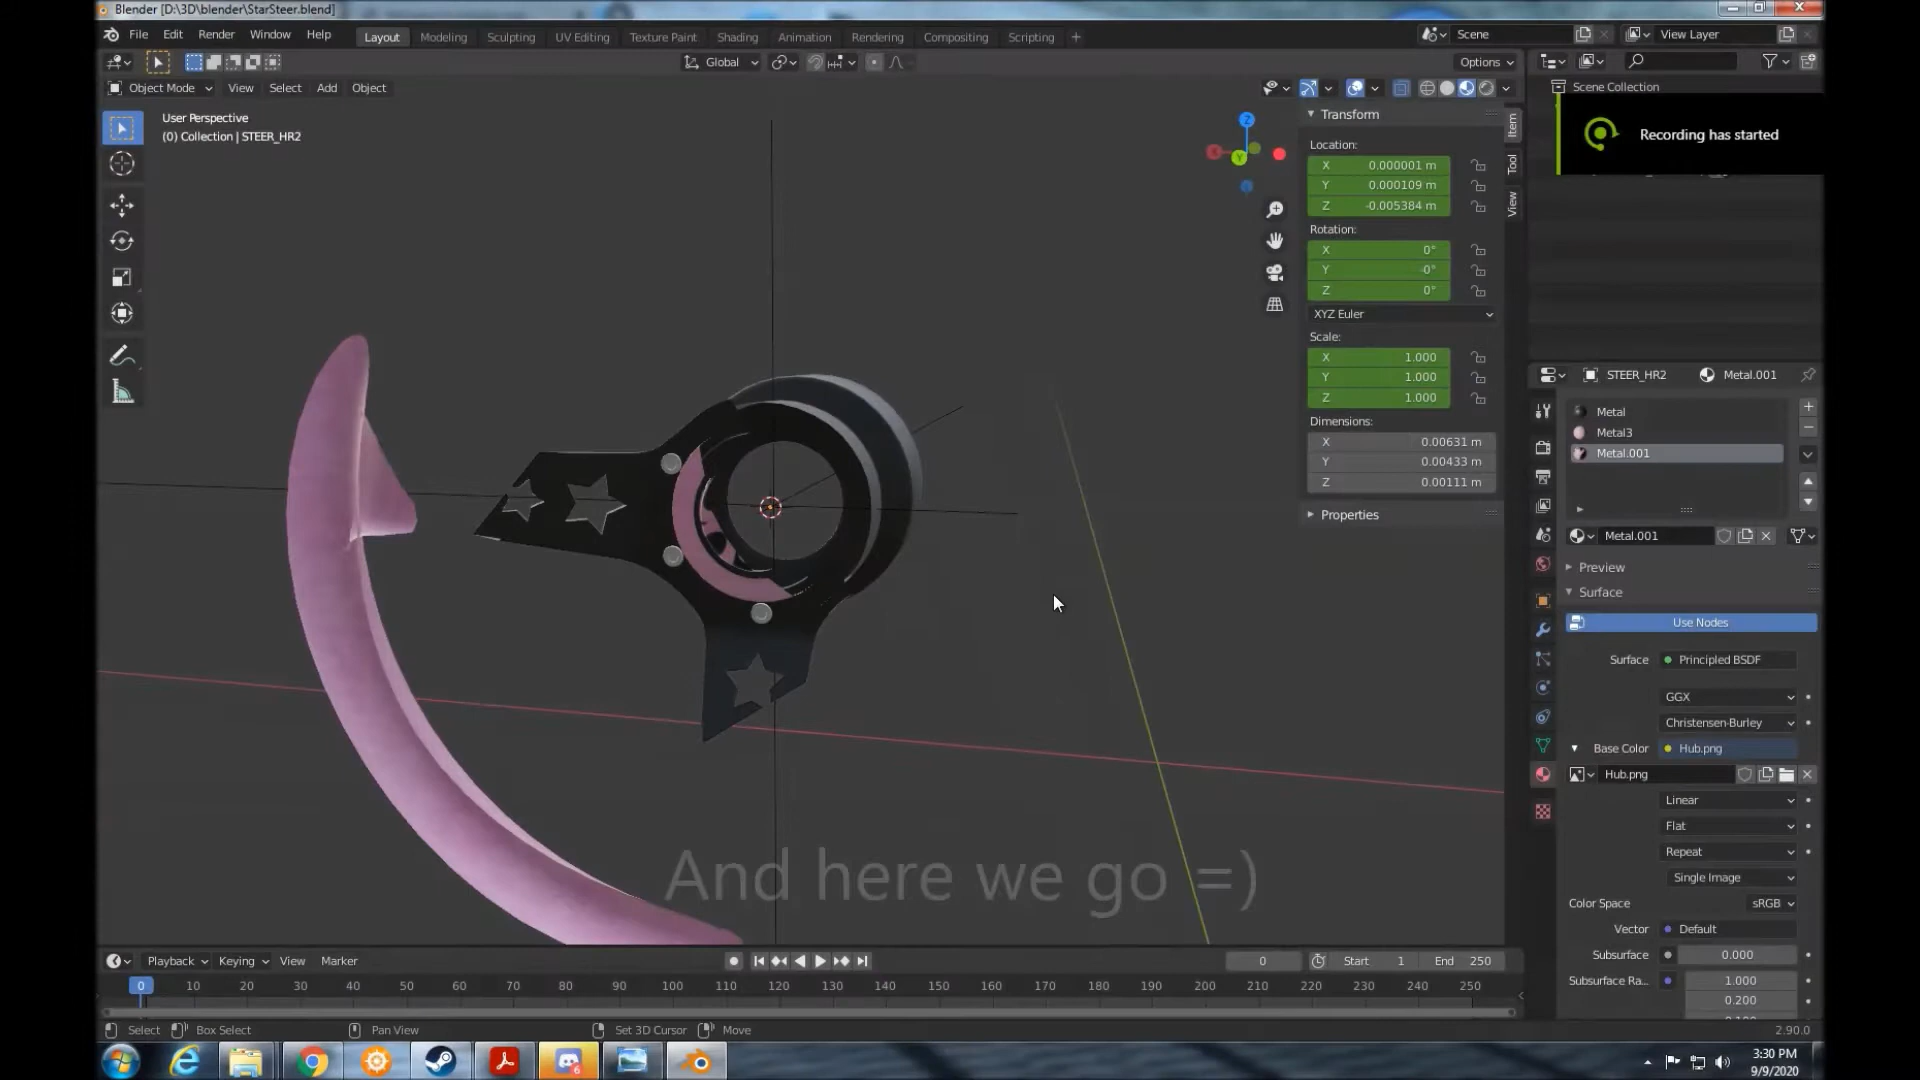 Blender [D:\3D\blender\StarSteer.blend]
File Edit Render Window Help Layout Modeling Sculpting UV Editing Texture Paint Shading Animation Rendering Compositing Scripting + Scene View Layer
Global Options
Object Mode View Select Add Object Scene Collection
User Perspective
(0) Collection | STEER_HR2
Recording has started
Z
X
Y
Item
Tool
View
Transform
Location:
X 0.000001 m
Y 0.000109 m
Z -0.005384 m
Rotation:
X 0°
Y -0°
Z 0°
XYZ Euler
Scale:
X 1.000
Y 1.000
Z 1.000
Dimensions:
X 0.00631 m
Y 0.00433 m
Z 0.00111 m
Properties
STEER_HR2 Metal.001
Metal
Metal3
Metal.001
Metal.001
Preview
Surface
Use Nodes
Surface Principled BSDF
GGX
Christensen-Burley
Base Color Hub.png
Hub.png
Linear
Flat
Repeat
Single Image
Color Space sRGB
Vector Default
Subsurface 0.000
Subsurface Ra... 1.000
0.200
And here we go =)
Playback Keying View Marker 0 Start 1 End 250
0 10 20 30 40 50 60 70 80 90 100 110 120 130 140 150 160 170 180 190 200 210 220 230 240 250
Select Box Select Pan View Set 3D Cursor Move 2.90.0
6
3:30 PM
9/9/2020